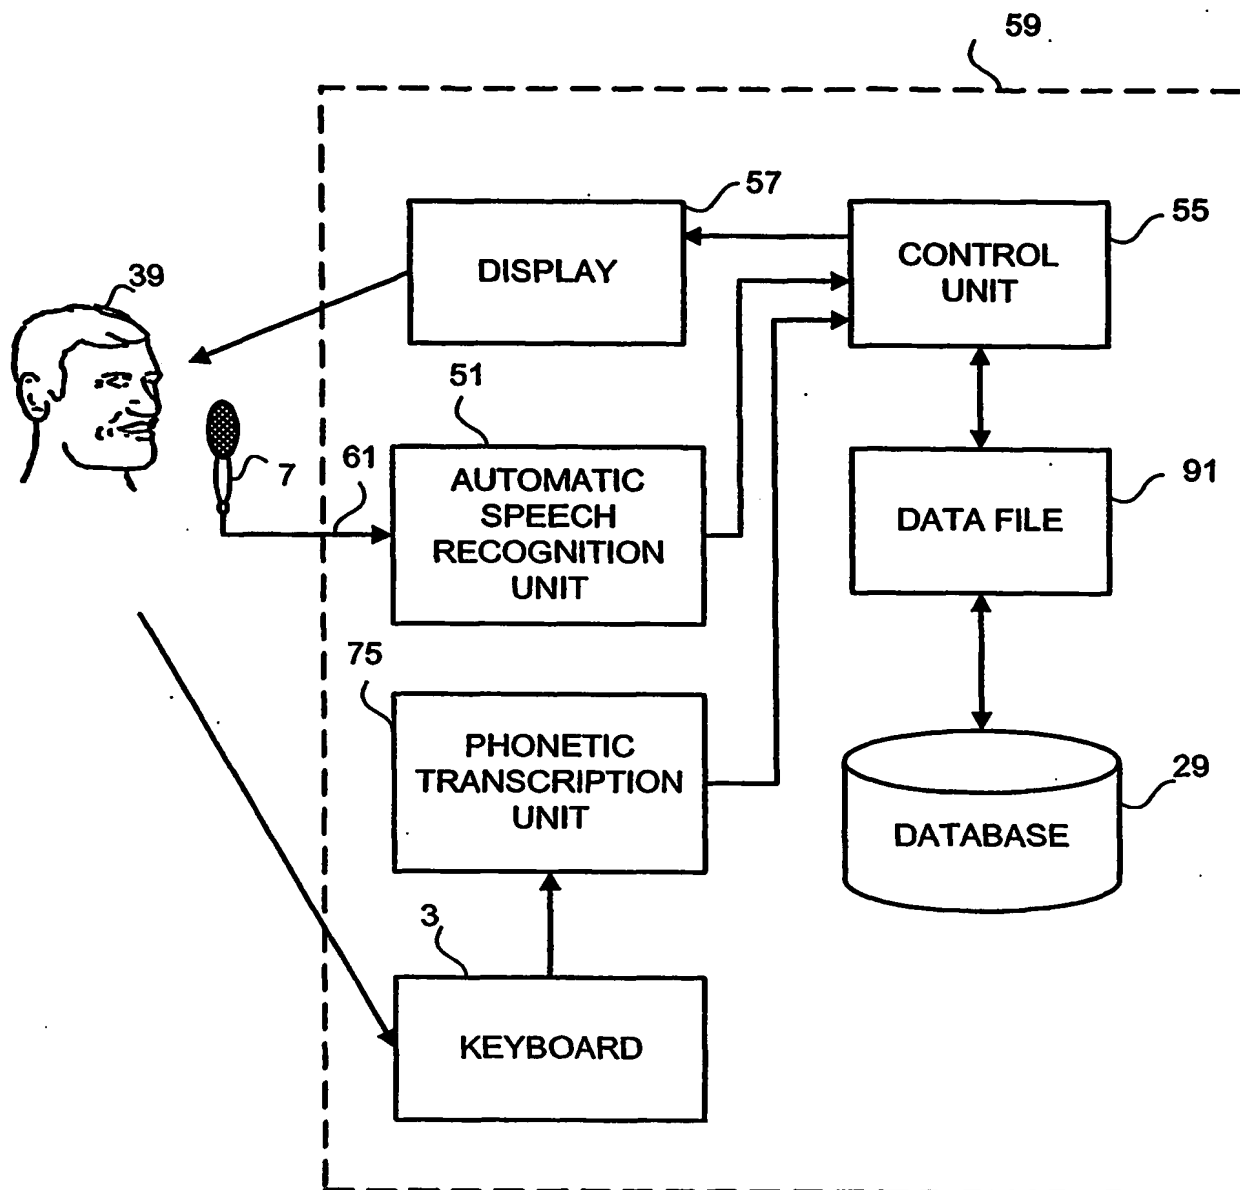 59
57
55
DISPLAY
CONTROL
UNIT
39
51
7
61
AUTOMATIC
SPEECH
RECOGNITION
UNIT
91
DATA FILE
75
PHONETIC
TRANSCRIPTION
UNIT
29
DATABASE
3
KEYBOARD